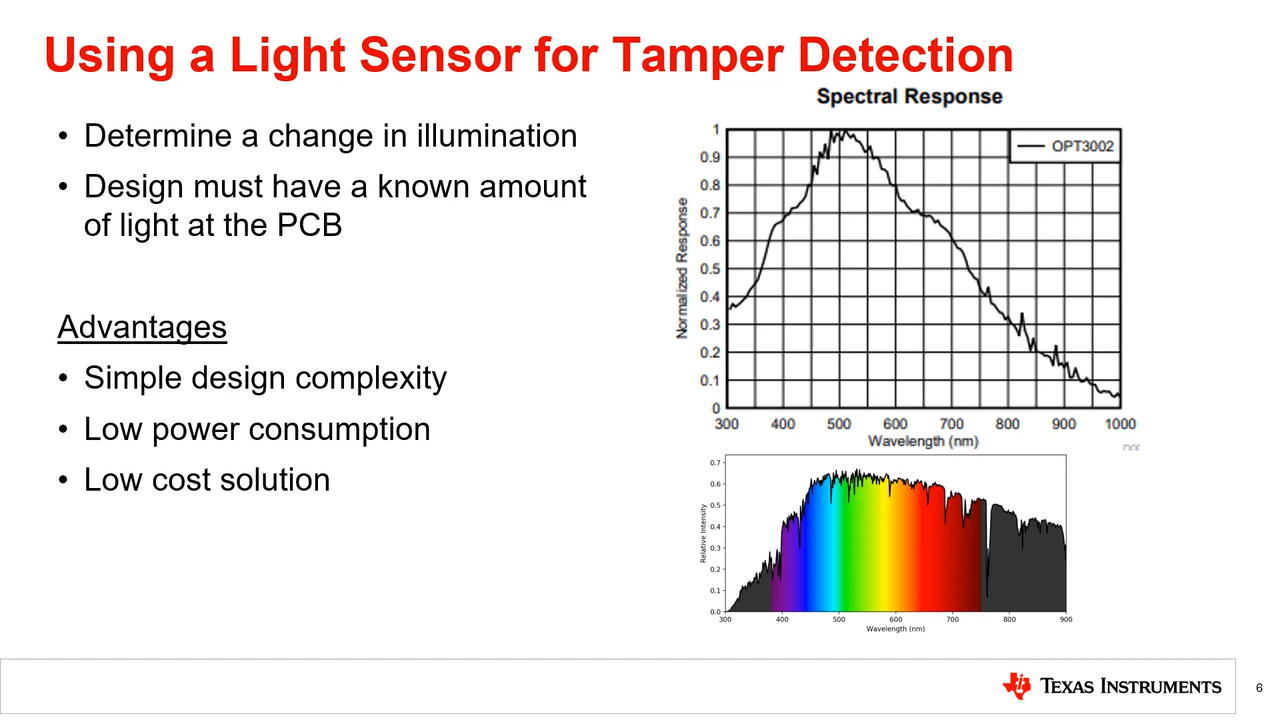 Using a Light Sensor for Tamper Detection
• Determine a change in illumination
• Design must have a known amount
of light at the PCB
Advantages
• Simple design complexity
• Low power consumption
• Low cost solution
Spectral Response
OPT3002
Normalized Response
1
0.9
0.8
0.7
0.6
0.5
0.4
0.3
0.2
0.1
0
300 400 500 600 700 800 900 1000
Wavelength (nm)
Relative Intensity
0.7
0.6
0.5
0.4
0.3
0.2
0.1
0.0
300 400 500 600 700 800 900
Wavelength (nm)
TEXAS INSTRUMENTS
6